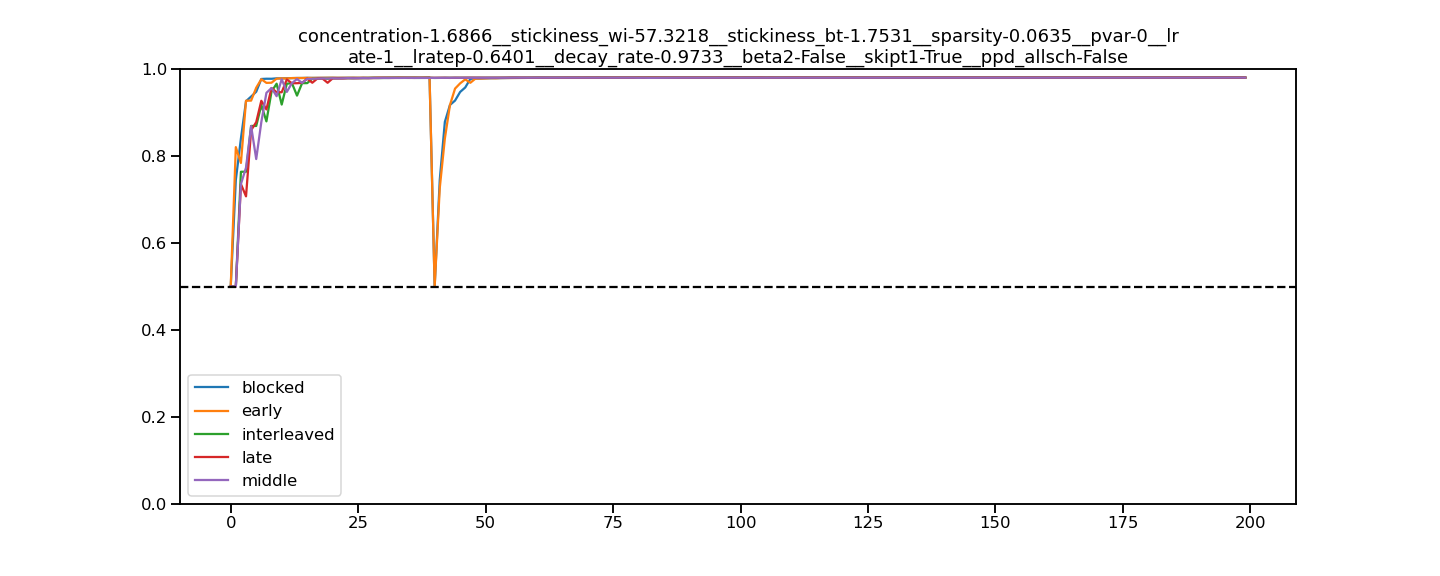 concentration-1.6866__stickiness_wi-57.3218__stickiness_bt-1.7531__sparsity-0.0635__pvar-0__lr
ate-1__lratep-0.6401__decay_rate-0.9733__beta2-False__skipt1-True__ppd_allsch-False
1.0
0.8
0.6
0.4
0.2
0.0
blocked
early
interleaved
late
middle
0 25 50 75 100 125 150 175 200